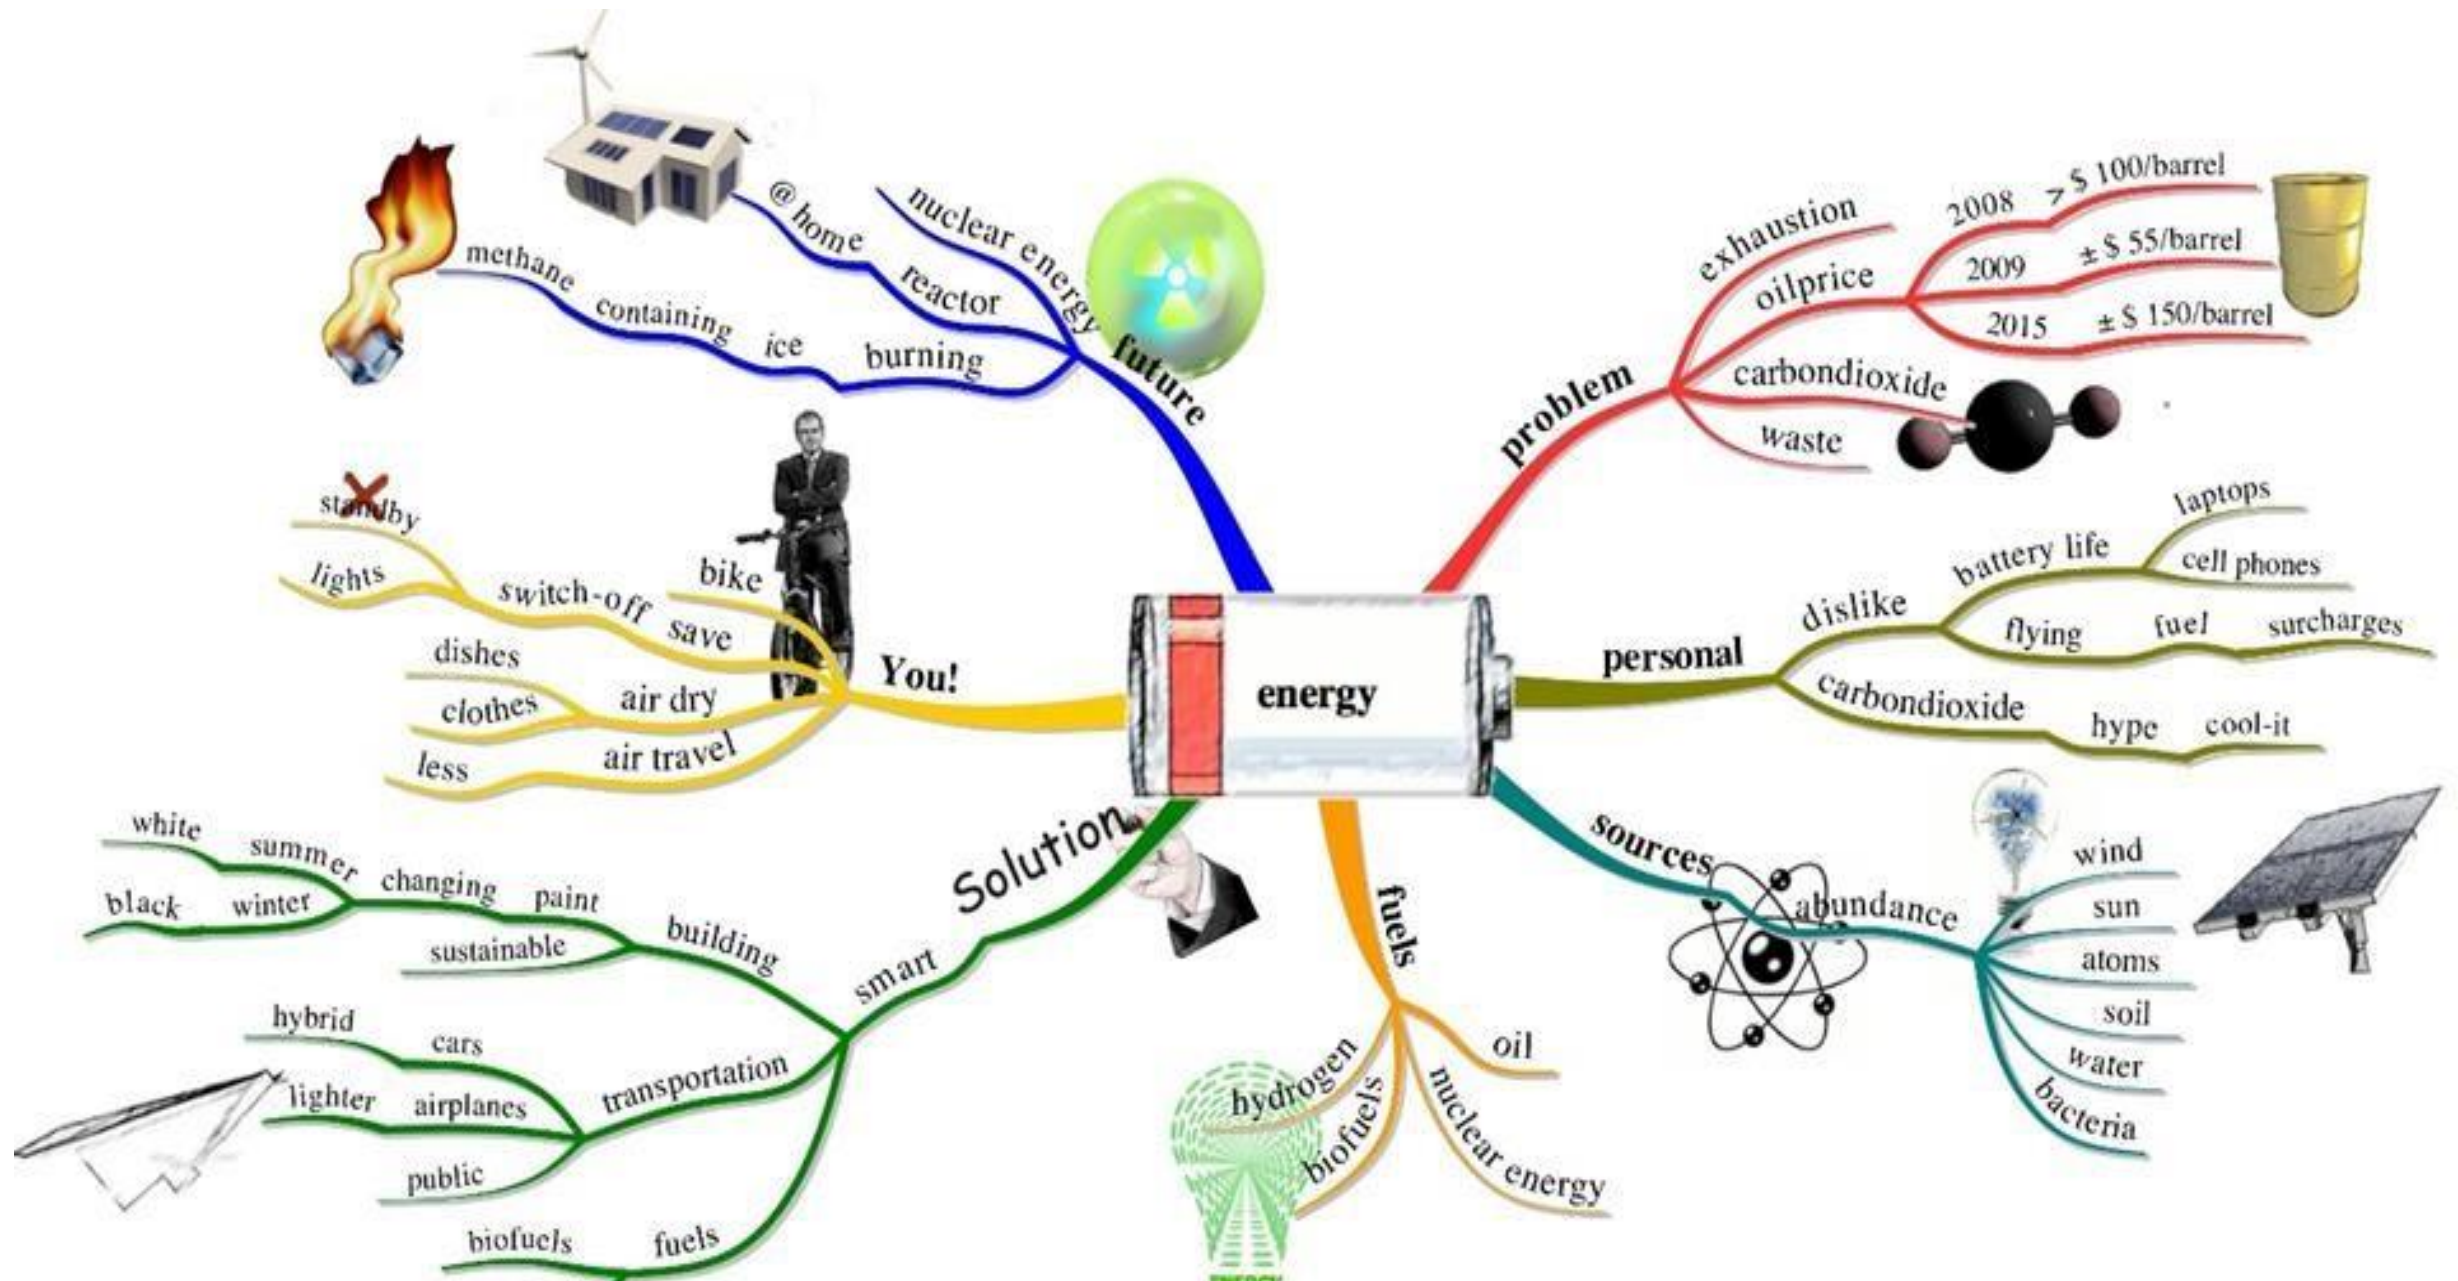 energy
problem
exhaustion
oilprice
2008
> $ 100/barrel
2009
± $ 55/barrel
2015
± $ 150/barrel
carbondioxide
waste
personal
dislike
battery life
laptops
cell phones
flying
fuel
surcharges
carbondioxide
hype
cool-it
sources
abundance
wind
sun
atoms
soil
water
bacteria
fuels
oil
nuclear energy
biofuels
hydrogen
ENERGY
Solution
smart
building
paint
changing
summer
white
winter
black
sustainable
transportation
cars
hybrid
airplanes
lighter
public
fuels
biofuels
You!
bike
save
switch-off
standby
lights
air dry
dishes
clothes
air travel
less
future
nuclear energy
reactor
@ home
burning
ice
containing
methane